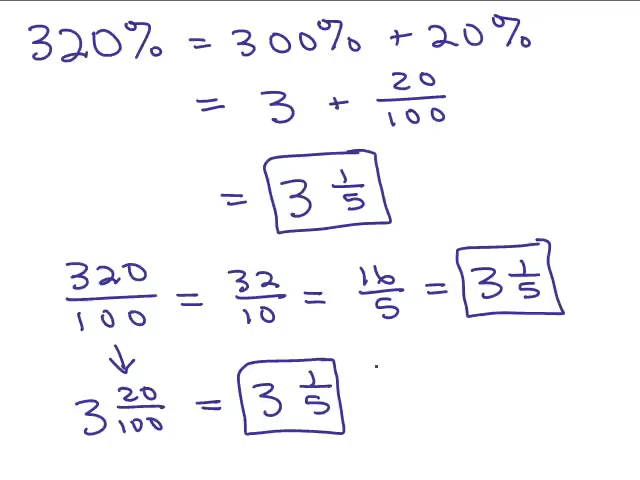 320% = 300% + 20%
= 3 + 20/100
= 3 1/5
320/100 = 32/10 = 16/5 = 3 1/5
↓
3 20/100 = 3 1/5